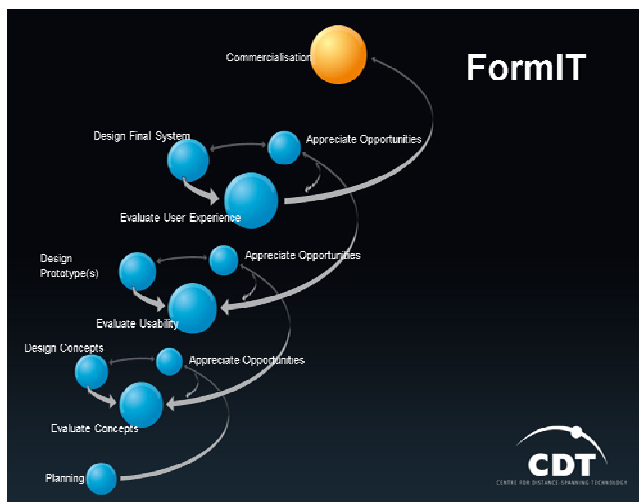 FormIT
Commercialisation
Design Final System
Appreciate Opportunities
Evaluate User Experience
Design
Prototype(s)
Appreciate Opportunities
Evaluate Usability
Design Concepts
Appreciate Opportunities
Evaluate Concepts
Planning
CDT
CENTRE FOR DISTANCE-SPANNING TECHNOLOGY